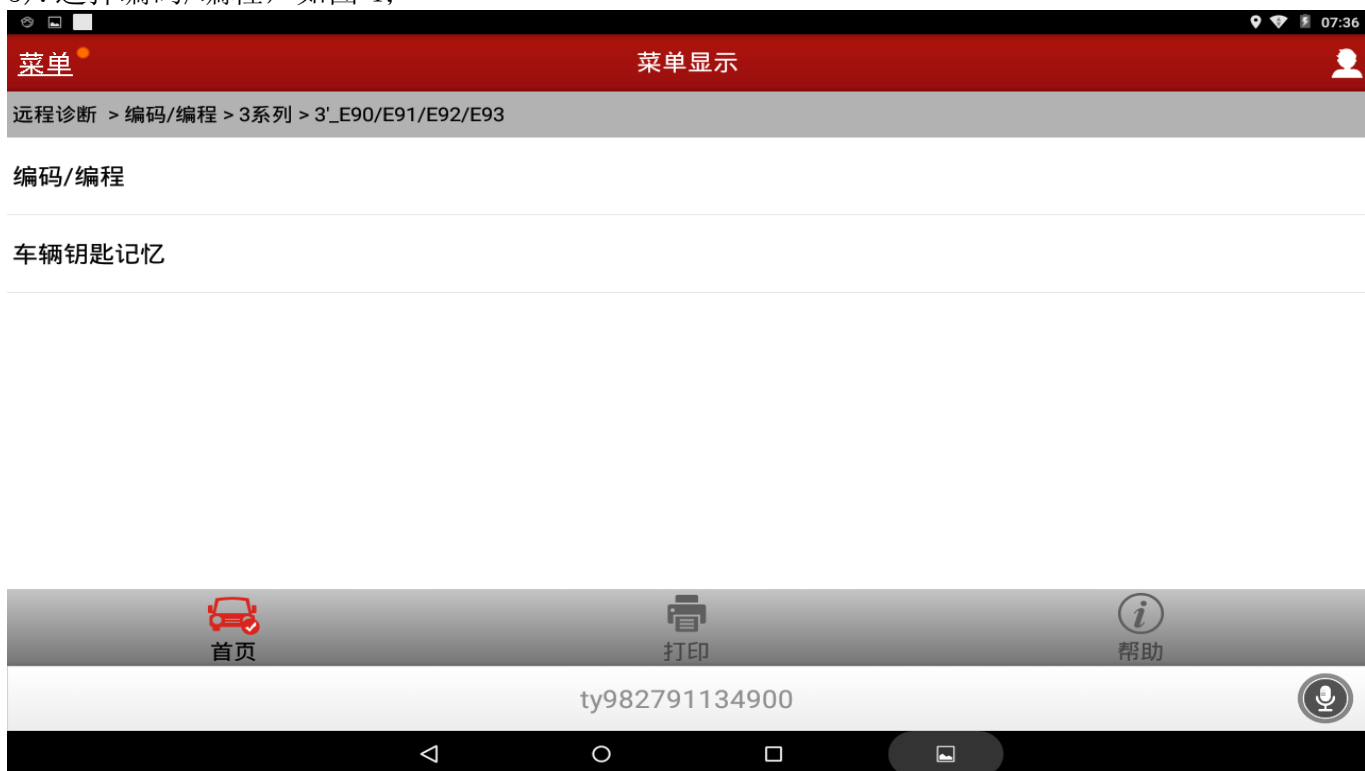 07:36
菜单 菜单显示
远程诊断 > 编码/编程 > 3系列 > 3'_E90/E91/E92/E93
编码/编程
车辆钥匙记忆
首页 打印 帮助
ty982791134900